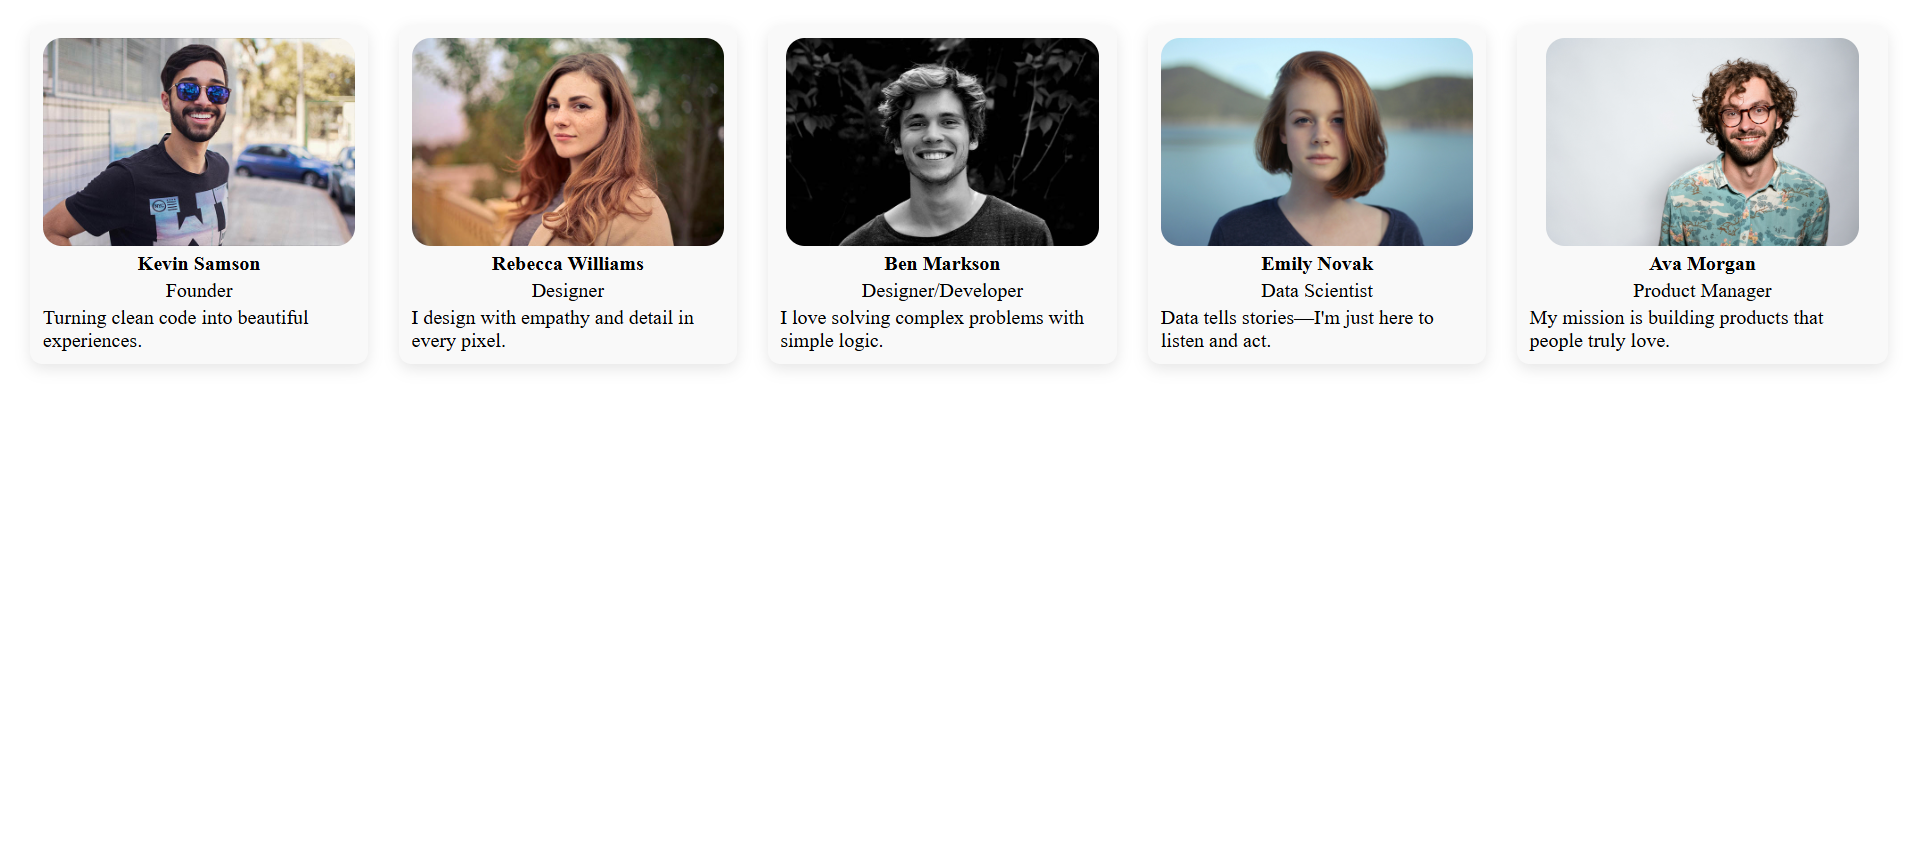 Kevin Samson
Founder
Turning clean code into beautiful
experiences.
Rebecca Williams
Designer
I design with empathy and detail in
every pixel.
Ben Markson
Designer/Developer
I love solving complex problems with
simple logic.
Emily Novak
Data Scientist
Data tells stories—I'm just here to
listen and act.
Ava Morgan
Product Manager
My mission is building products that
people truly love.